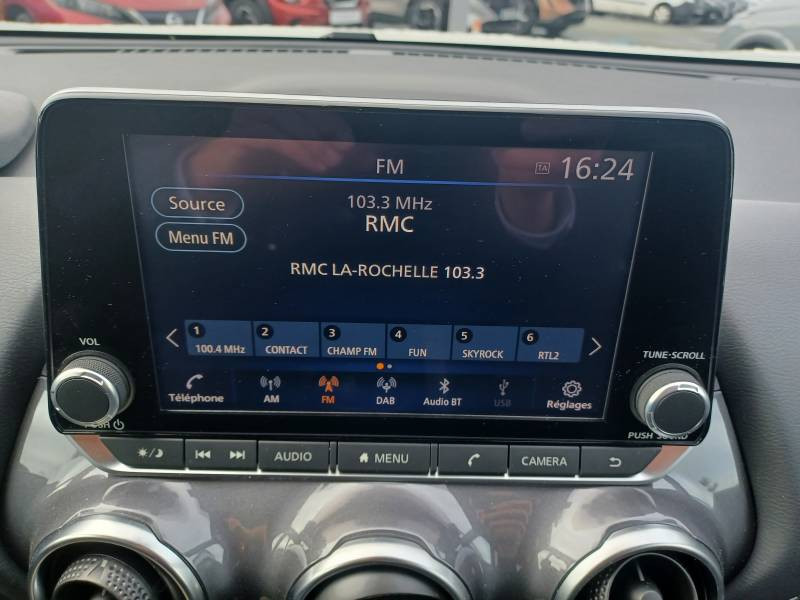 FM
TA 16:24
Source
103.3 MHz
RMC
Menu FM
RMC LA-ROCHELLE 103.3
1 2 3 4 5 6
100.4 MHz CONTACT CHAMP FM FUN SKYROCK RTL2
Téléphone AM FM DAB Audio BT USB Réglages
VOL
PUSH
TUNE-SCROLL
PUSH SOUND
AUDIO MENU CAMERA